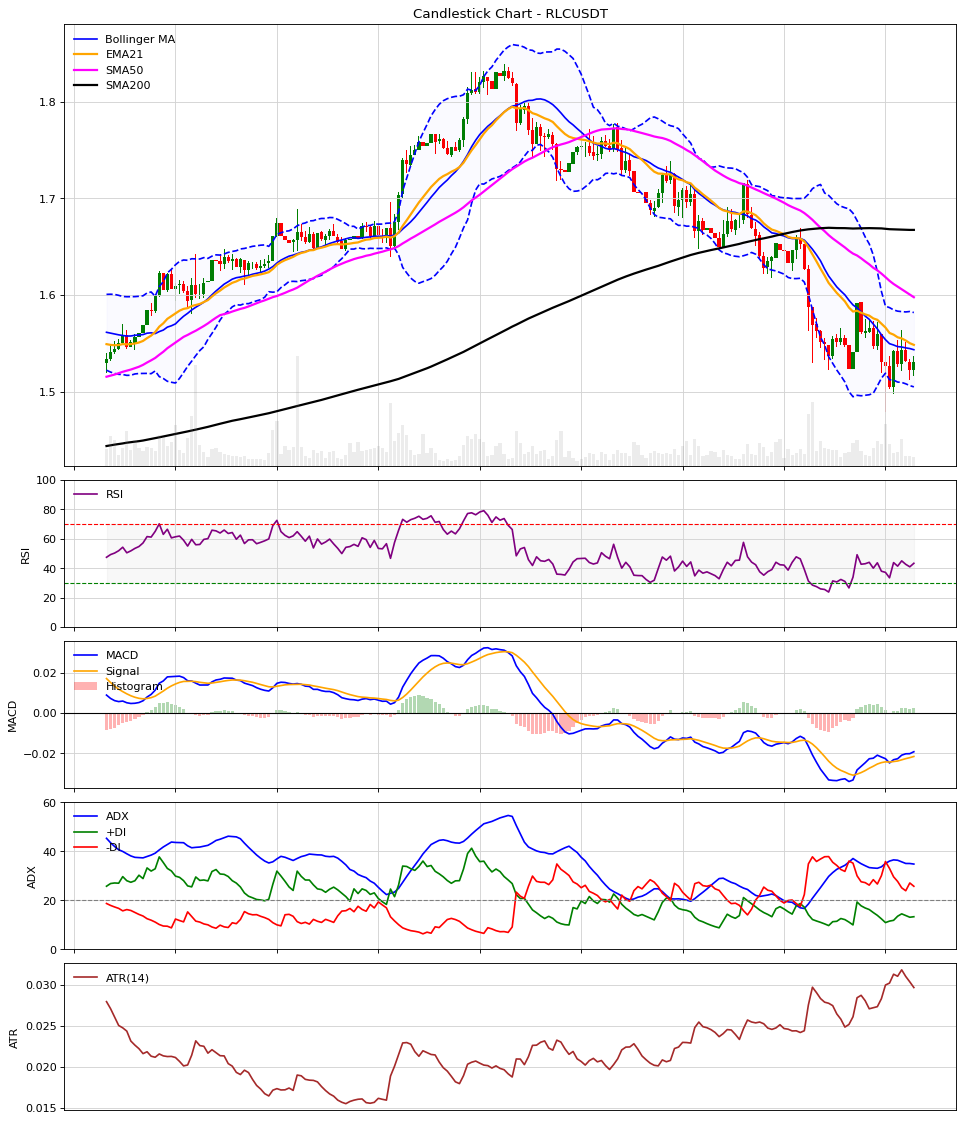 Candlestick Chart - RLCUSDT
Bollinger MA
EMA21
SMA50
SMA200
1.8
1.7
1.6
1.5
RSI
RSI
100
80
60
40
20
0
MACD
Signal
Histogram
MACD
0.02
0.00
−0.02
ADX
+DI
-DI
ADX
60
40
20
0
ATR(14)
ATR
0.030
0.025
0.020
0.015